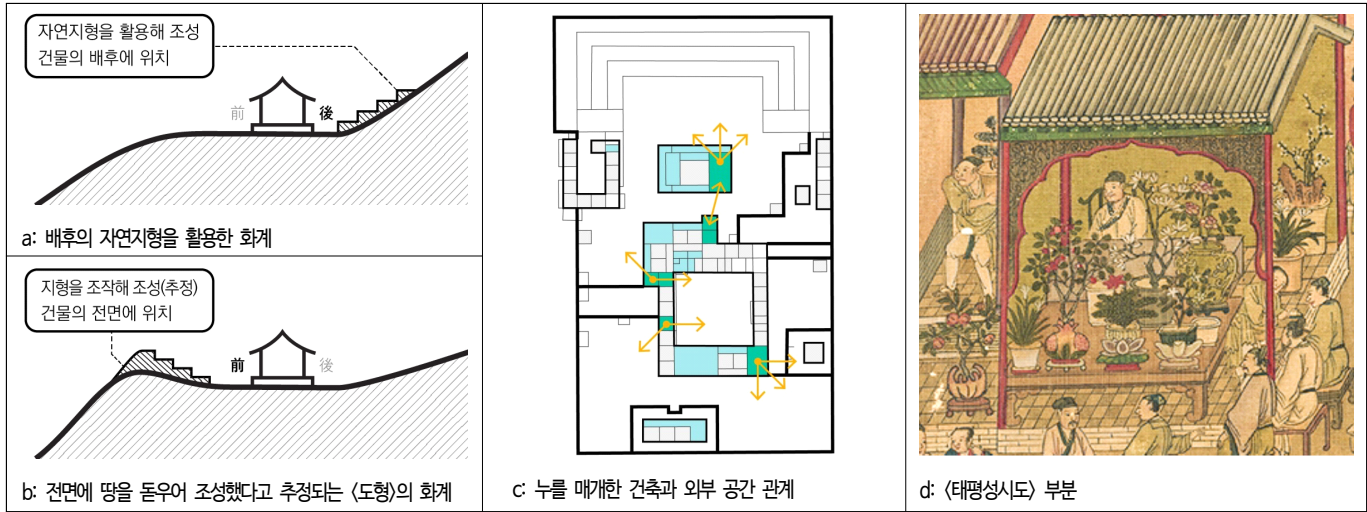 자연지형을 활용해 조성
건물의 배후에 위치
前
後
a: 배후의 자연지형을 활용한 화계
지형을 조작해 조성(추정)
건물의 전면에 위치
前
後
b: 전면에 땅을 돋우어 조성했다고 추정되는 〈도형〉의 화계
c: 누를 매개한 건축과 외부 공간 관계
d: 〈태평성시도〉 부분